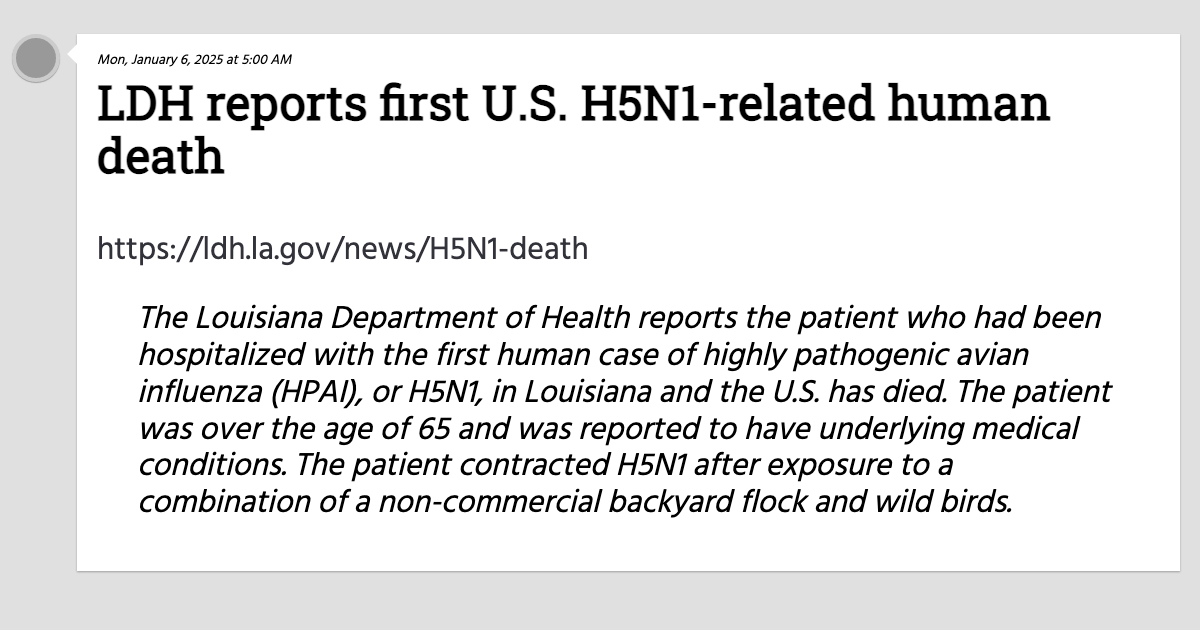 Mon, January 6, 2025 at 5:00 AM
LDH reports first U.S. H5N1-related human
death
https://ldh.la.gov/news/H5N1-death
The Louisiana Department of Health reports the patient who had been
hospitalized with the first human case of highly pathogenic avian
influenza (HPAI), or H5N1, in Louisiana and the U.S. has died. The patient
was over the age of 65 and was reported to have underlying medical
conditions. The patient contracted H5N1 after exposure to a
combination of a non-commercial backyard flock and wild birds.